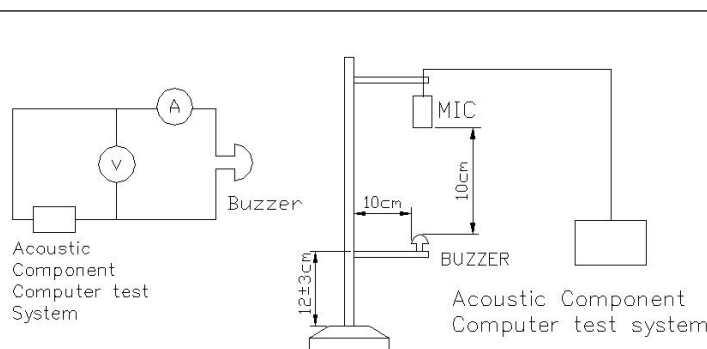 A
V
Buzzer
Acoustic
Component
Computer test
System
MIC
10cm
10cm
BUZZER
12±3cm
Acoustic Component
Computer test system